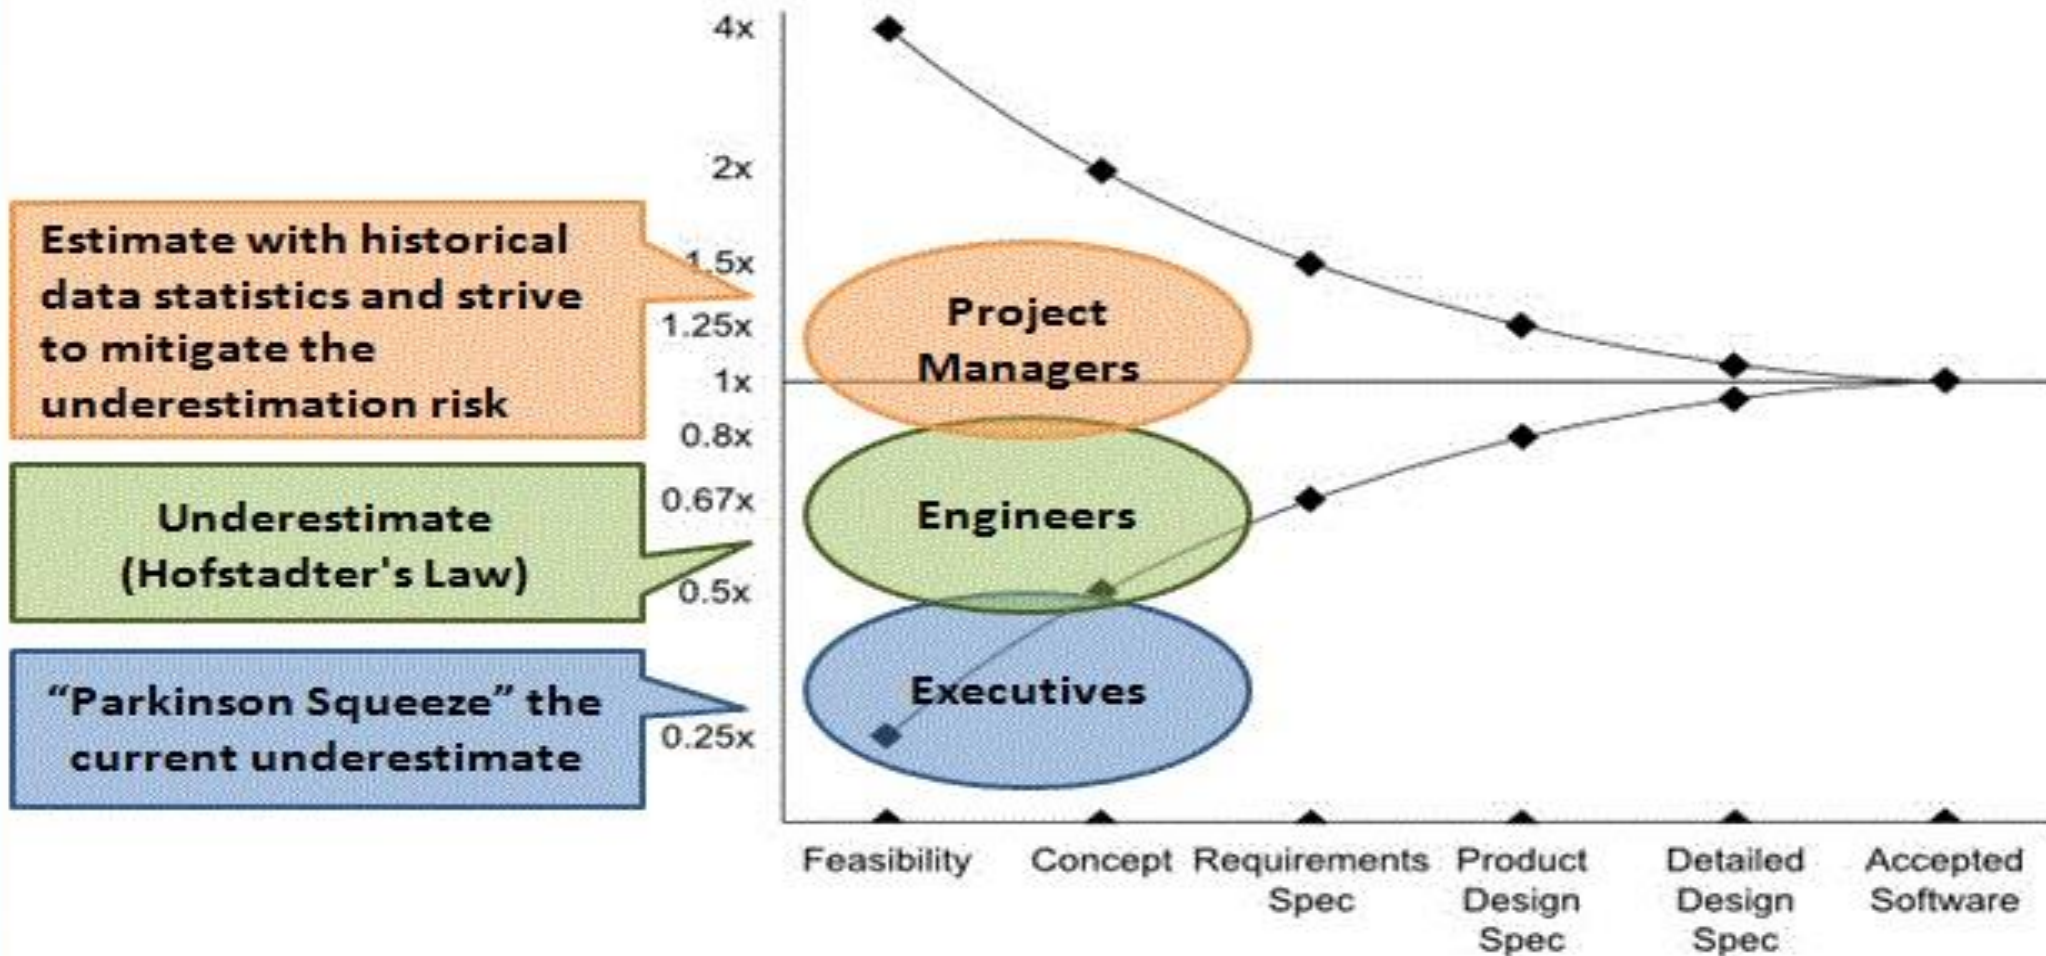 4x
2x
1.5x
1.25x
1x
0.8x
0.67x
0.5x
0.25x
Estimate with historical
data statistics and strive
to mitigate the
underestimation risk
Underestimate
(Hofstadter's Law)
“Parkinson Squeeze” the
current underestimate
Project
Managers
Engineers
Executives
Feasibility
Concept
Requirements
Spec
Product
Design
Spec
Detailed
Design
Spec
Accepted
Software